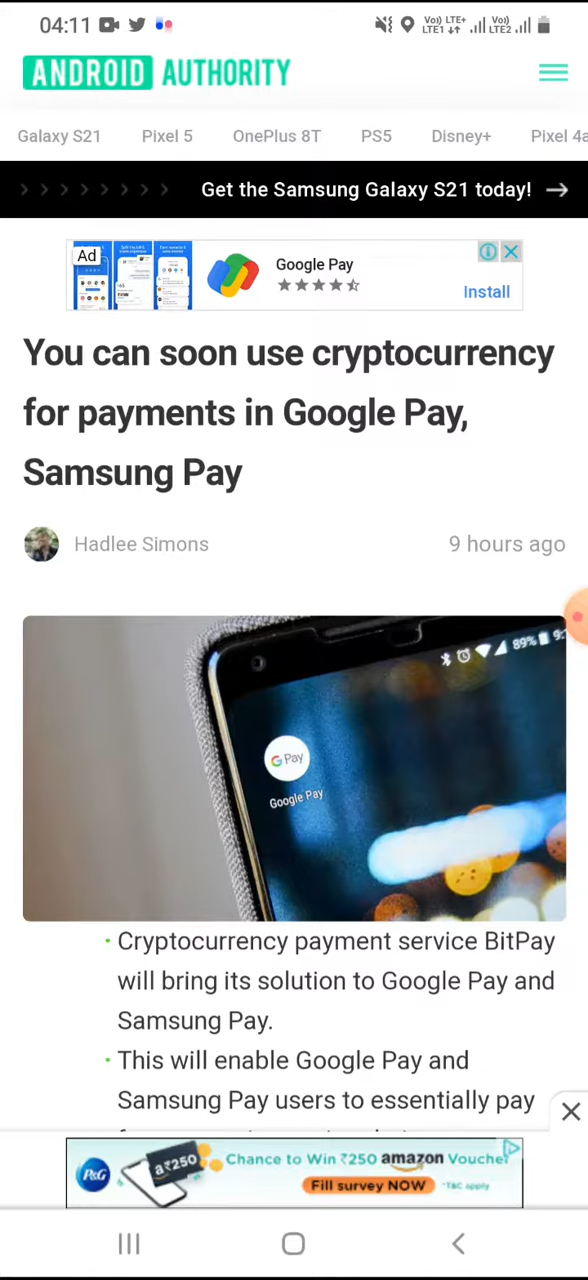 04:11
Vo) LTE+ Vo)
LTE1 LTE2
ANDROID AUTHORITY
Galaxy S21 Pixel 5 OnePlus 8T PS5 Disney+ Pixel 4a
Get the Samsung Galaxy S21 today!
Ad
Google Pay
Install
You can soon use cryptocurrency
for payments in Google Pay,
Samsung Pay
Hadlee Simons 9 hours ago
89%
G Pay
Google Pay
Cryptocurrency payment service BitPay
will bring its solution to Google Pay and
Samsung Pay.
This will enable Google Pay and
Samsung Pay users to essentially pay
P&G
a ₹250
Chance to Win ₹250 amazon Voucher
Fill survey NOW *T&C apply